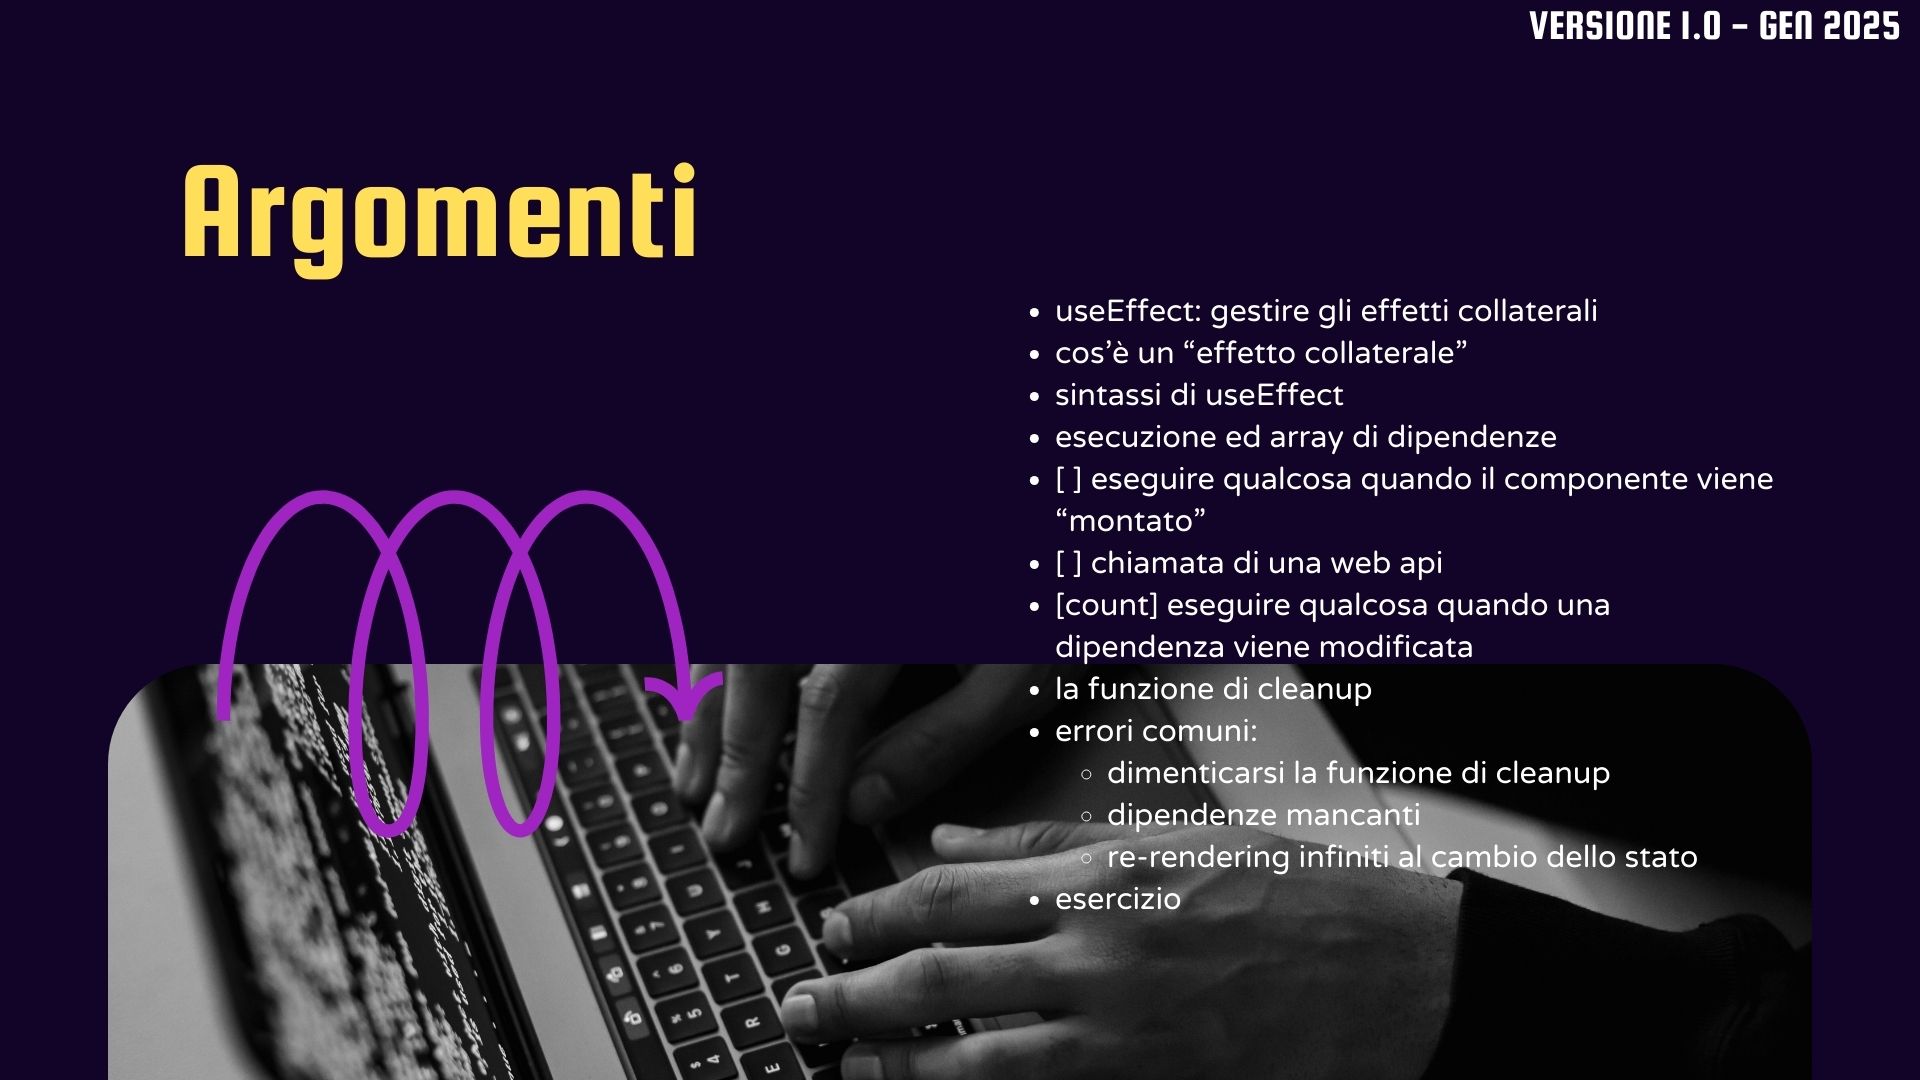 VERSIONE 1.0 - GEN 2025
Argomenti
• useEffect: gestire gli effetti collaterali
• cos’è un “effetto collaterale”
• sintassi di useEffect
• esecuzione ed array di dipendenze
• [ ] eseguire qualcosa quando il componente viene
“montato”
• [ ] chiamata di una web api
• [count] eseguire qualcosa quando una
dipendenza viene modificata
• la funzione di cleanup
• errori comuni:
◦ dimenticarsi la funzione di cleanup
◦ dipendenze mancanti
◦ re-rendering infiniti al cambio dello stato
• esercizio